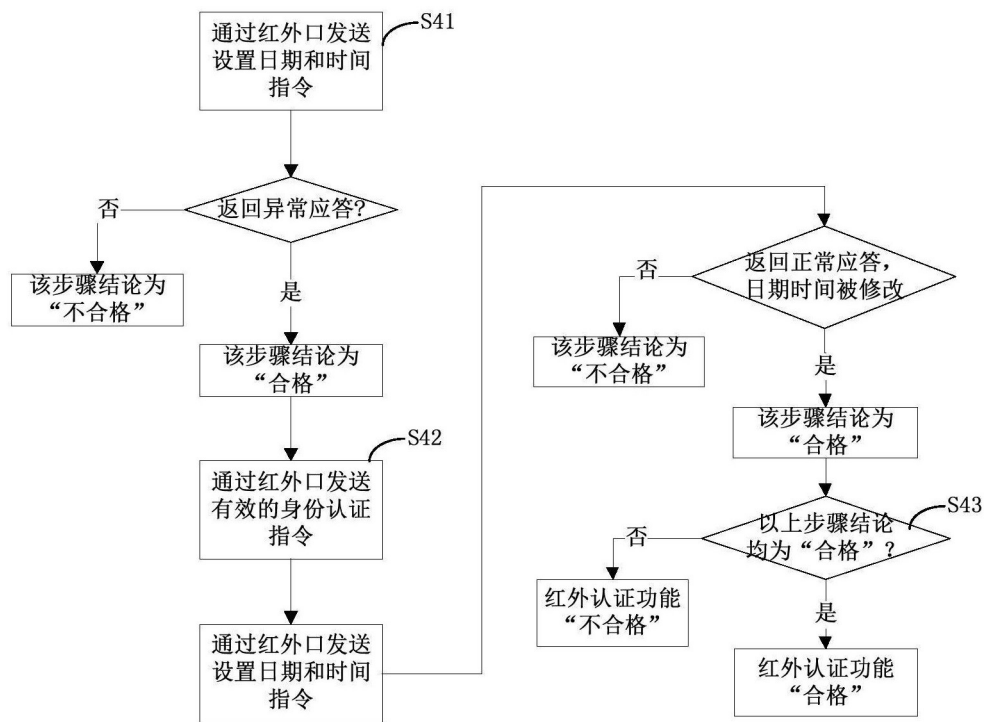 通过红外口发送
设置日期和时间
指令
S41
返回异常应答?
否
该步骤结论为
“不合格”
是
该步骤结论为
“合格”
S42
通过红外口发送
有效的身份认证
指令
通过红外口发送
设置日期和时间
指令
返回正常应答，
日期时间被修改
否
该步骤结论为
“不合格”
是
该步骤结论为
“合格”
S43
以上步骤结论
均为“合格”？
否
红外认证功能
“不合格”
是
红外认证功能
“合格”